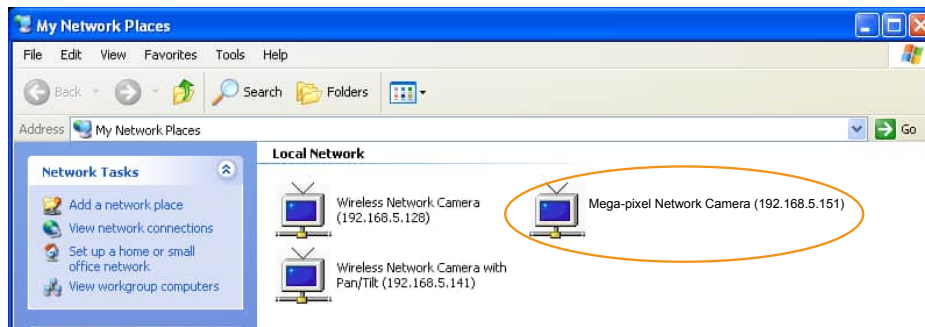 My Network Places
File Edit View Favorites Tools Help
Back Search Folders
Address My Network Places Go
Local Network
Network Tasks
Add a network place
View network connections
Set up a home or small
office network
View workgroup computers
Wireless Network Camera
(192.168.5.128)
Mega-pixel Network Camera (192.168.5.151)
Wireless Network Camera with
Pan/Tilt (192.168.5.141)